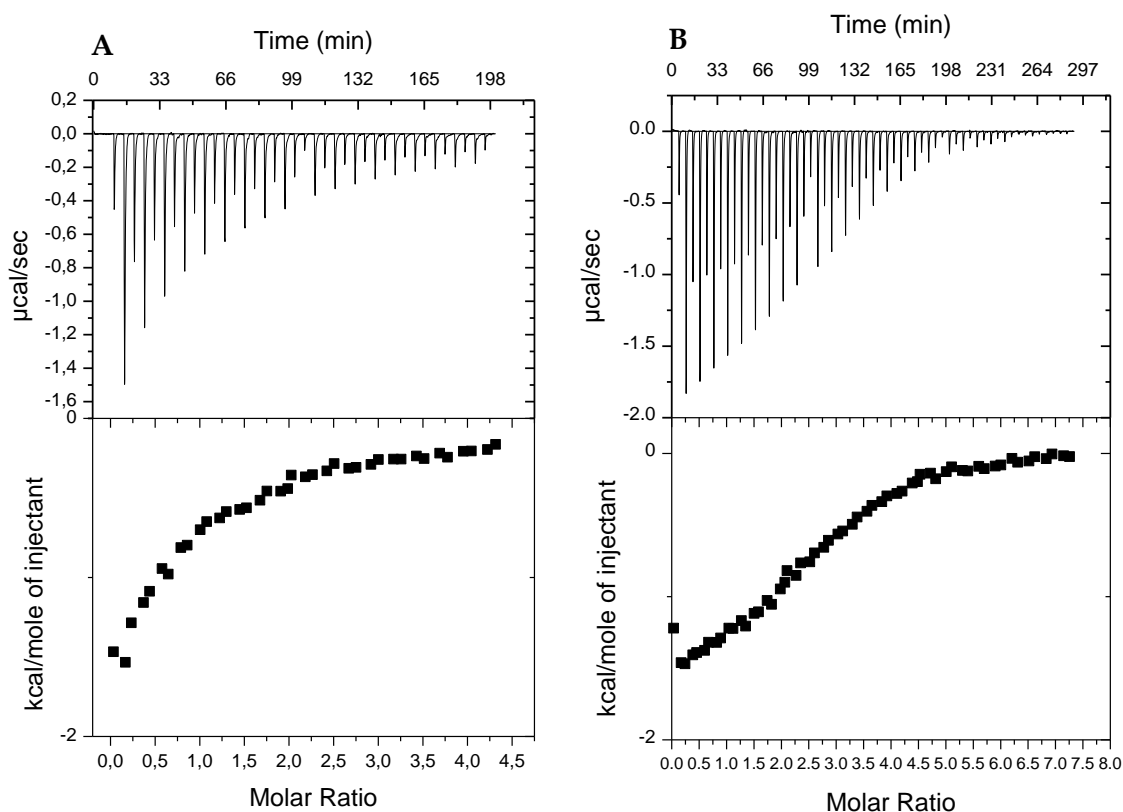 A
Time (min)
0 33 66 99 132 165 198
0,2
0,0
-0,2
-0,4
-0,6
-0,8
-1,0
-1,2
-1,4
-1,6
µcal/sec
0
-2
kcal/mole of injectant
0,0 0,5 1,0 1,5 2,0 2,5 3,0 3,5 4,0 4,5
Molar Ratio
B
Time (min)
0 33 66 99 132 165 198 231 264 297
0.0
-0.5
-1.0
-1.5
-2.0
µcal/sec
0
-2
kcal/mole of injectant
0.0 0.5 1.0 1.5 2.0 2.5 3.0 3.5 4.0 4.5 5.0 5.5 6.0 6.5 7.0 7.5 8.0
Molar Ratio